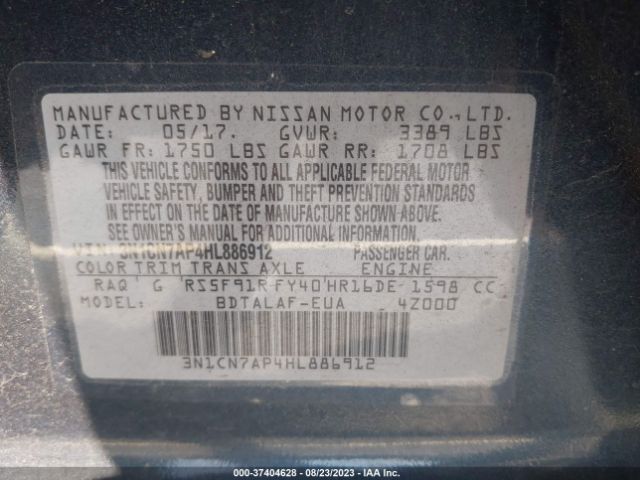 MANUFACTURED BY NISSAN MOTOR CO., LTD.
DATE: 05/17. GVWR: 3389 LBS
GAWR FR: 1750 LBS GAWR RR: 1708 LBS
THIS VEHICLE CONFORMS TO ALL APPLICABLE FEDERAL MOTOR
VEHICLE SAFETY, BUMPER AND THEFT PREVENTION STANDARDS
IN EFFECT ON THE DATE OF MANUFACTURE SHOWN ABOVE.
SEE OWNER'S MANUAL FOR ADDITIONAL INFORMATION.
VIN: 3N1CN7AP4HL886912 PASSENGER CAR.
COLOR TRIM TRANS AXLE ENGINE
RAQ G RS5F91R FY40 HR16DE 1598 CC
MODEL: BDTALAF-EUA 4Z000
3N1CN7AP4HL886912
000-37404628 - 08/23/2023 - IAA Inc.